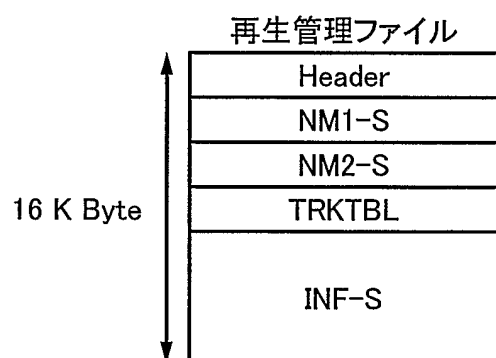 再生管理ファイル
Header
NM1-S
NM2-S
16 K Byte
TRKTBL
INF-S